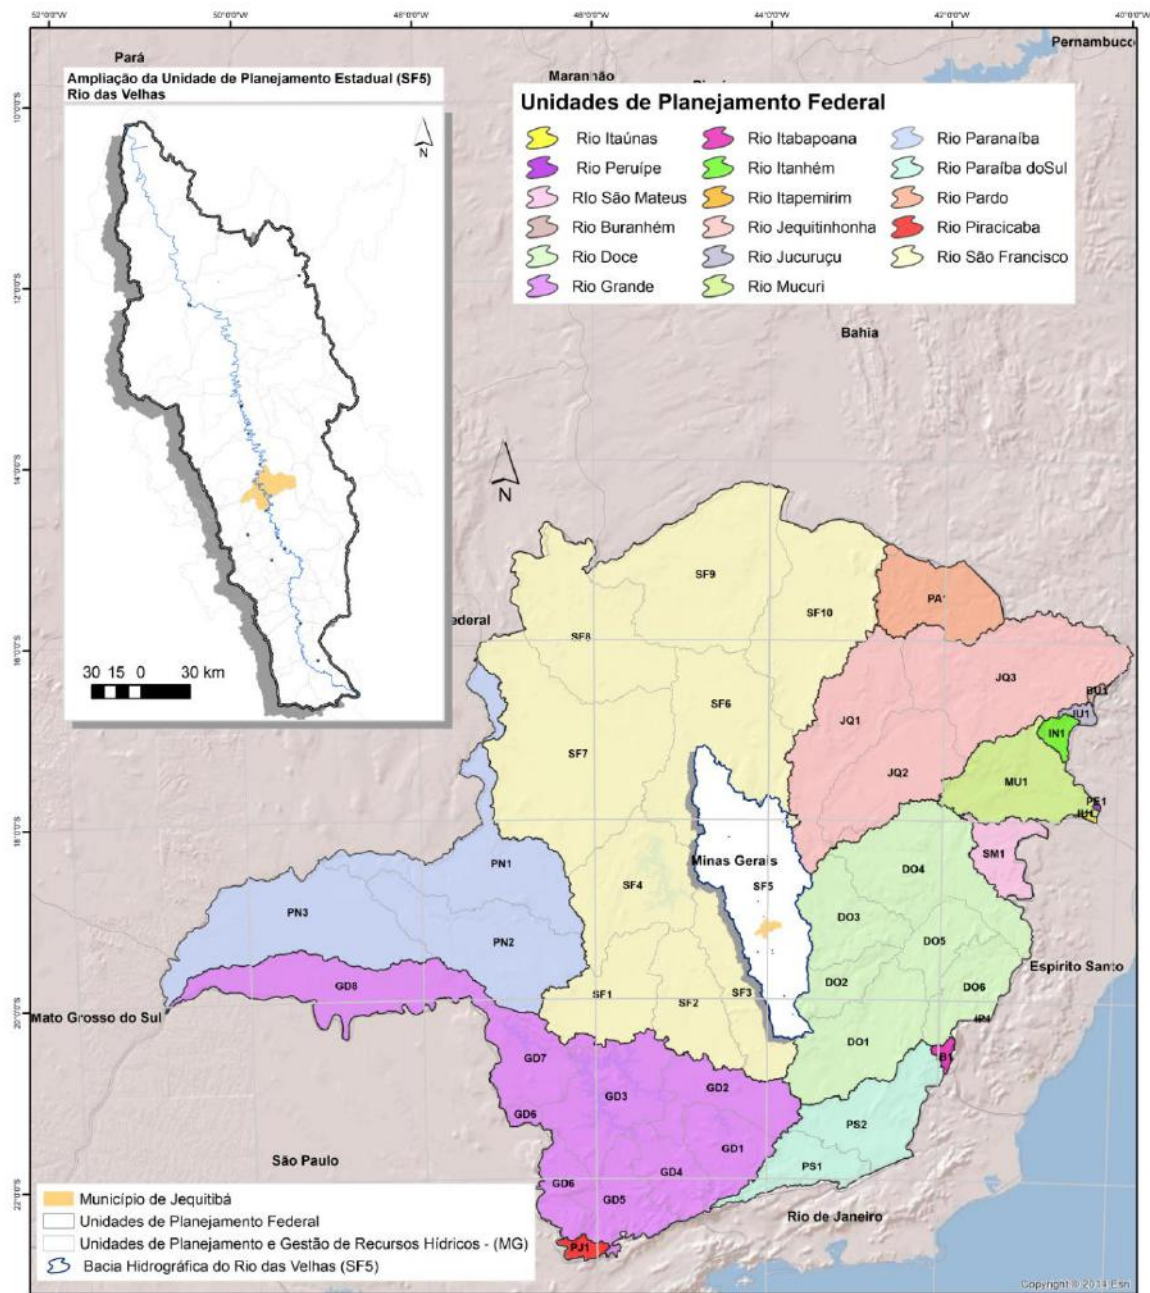 52°0'0"O
50°0'0"O
48°0'0"O
46°0'0"O
44°0'0"O
42°0'0"O
40°0'0"O
Pará
Maranhão
Pernambuco
Ampliação da Unidade de Planejamento Estadual (SF5)
Rio das Velhas
N
30 15 0 30 km
Unidades de Planejamento Federal
Rio Itaúnas
Rio Peruípe
RIo São Mateus
Rio Buranhém
Rio Doce
Rio Grande
Rio Itabapoana
Rio Itanhém
Rio Itapemirim
Rio Jequitinhonha
Rio Jucuruçu
Rio Mucuri
Rio Paranaíba
Rio Paraíba doSul
Rio Pardo
Rio Piracicaba
Rio São Francisco
10°0'0"S
12°0'0"S
14°0'0"S
16°0'0"S
18°0'0"S
20°0'0"S
22°0'0"S
Bahia
N
ederal
SF9
SF10
PA1
SF8
SF6
JQ3
JQ1
BU1
JU1
IN1
SF7
JQ2
MU1
PE1
IU1
Minas Gerais
PN1
SF4
SF5
DO4
SM1
PN3
PN2
DO3
DO5
Espírito Santo
GD8
SF1
SF2
SF3
DO2
DO6
Mato Grosso do Sul
IP1
DO1
B1
GD7
GD3
GD2
GD6
PS2
GD1
São Paulo
GD6
GD5
GD4
PS1
Rio de Janeiro
PJ1
Município de Jequitibá
Unidades de Planejamento Federal
Unidades de Planejamento e Gestão de Recursos Hídricos - (MG)
Bacia Hidrográfica do Rio das Velhas (SF5)
Copyright © 2014 Esri